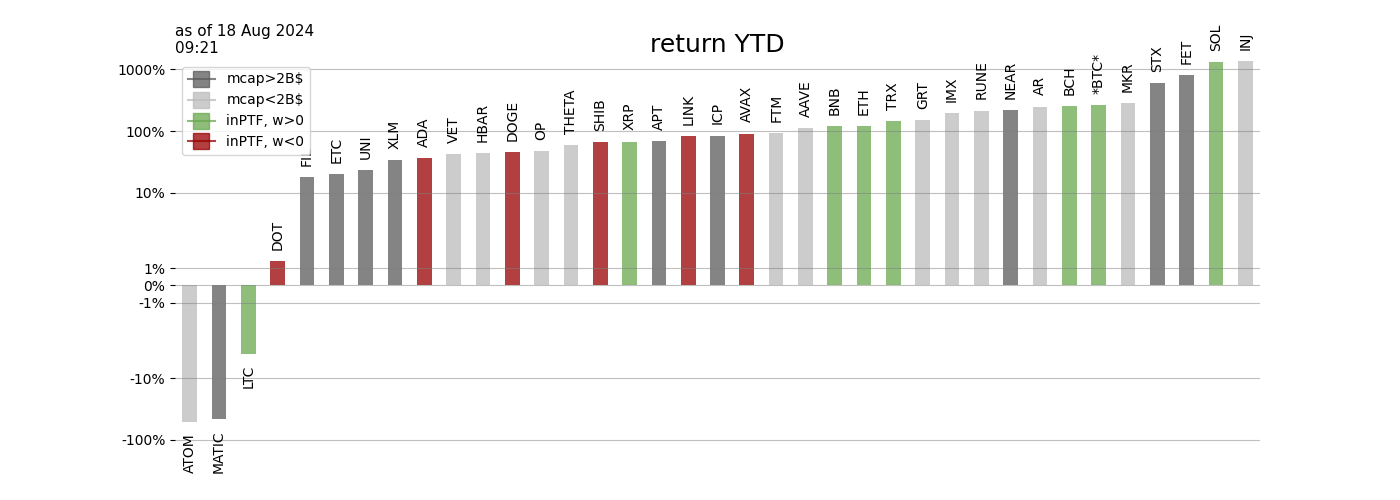 as of 18 Aug 2024
09:21
return YTD
1000%
100%
10%
1%
0%
-1%
-10%
-100%
mcap>2B$
mcap<2B$
inPTF, w>0
inPTF, w<0
ATOM
MATIC
LTC
DOT
ETC
UNI
XLM
ADA
VET
HBAR
DOGE
OP
THETA
SHIB
XRP
APT
LINK
ICP
AVAX
FTM
AAVE
BNB
ETH
TRX
GRT
IMX
RUNE
NEAR
AR
BCH
*BTC*
MKR
STX
FET
SOL
INJ